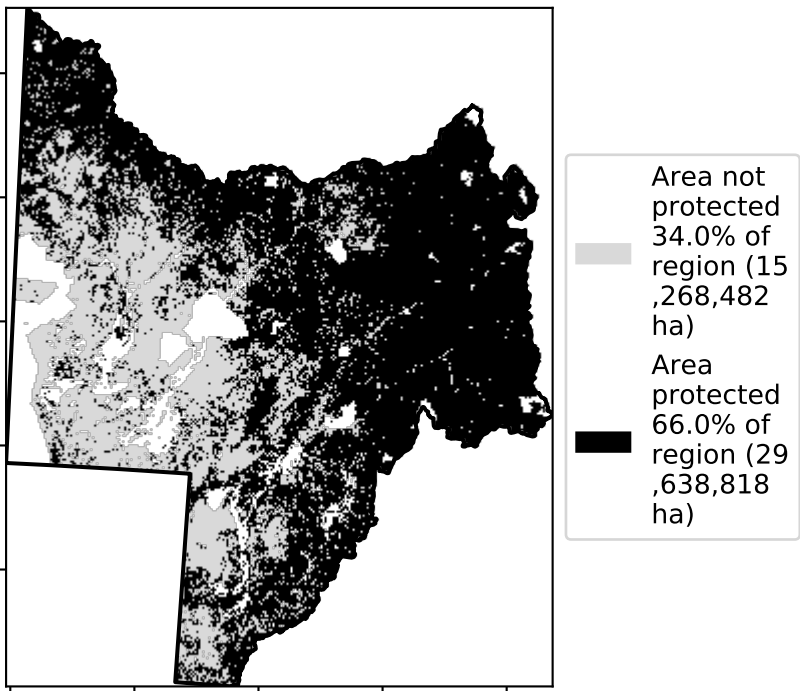 Area not
protected
34.0% of
region (15
,268,482
ha)
Area
protected
66.0% of
region (29
,638,818
ha)